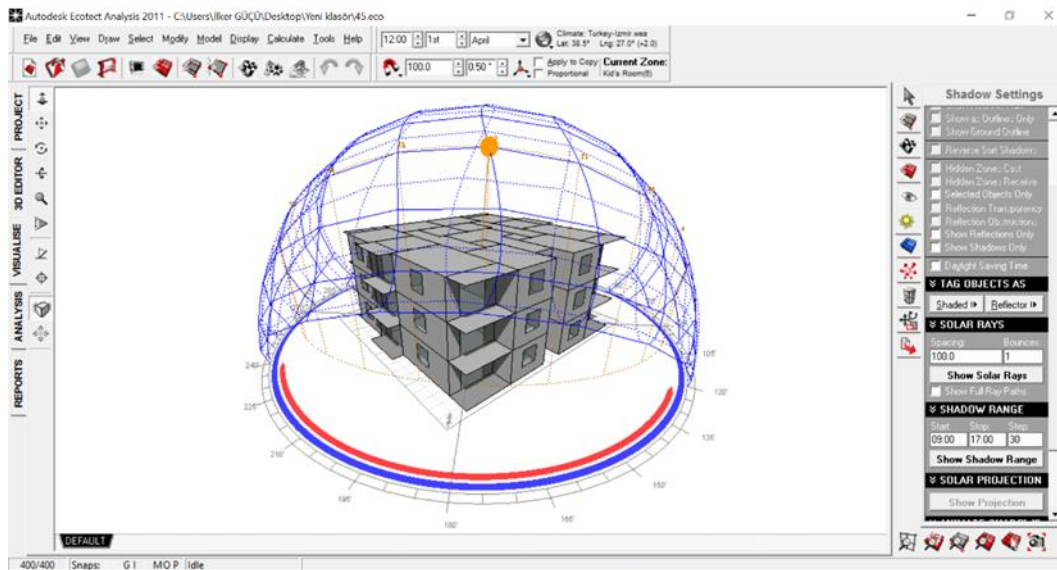 Autodesk Ecotect Analysis 2011 - C:\Users\İlker GÜÇÜ\Desktop\Yeni klasör\45.eco
File Edit View Draw Select Modify Model Display Calculate Tools Help
12:00 1st April
Climate: Turkey-Izmir.wea
Lat: 38.5° Lng: 27.0° (+2.0)
100.0 0.50° Apply to Copy Current Zone:
Proportional Kid's Room(8)
PROJECT
3D EDITOR
VISUALISE
ANALYSIS
REPORTS
Shadow Settings
Show as Outlines Only
Show Ground Outline
Reverse Sort Shadows
Hidden Zones Cast
Hidden Zones Receive
Selected Objects Only
Reflection Transparency
Reflection Obstructions
Show Reflections Only
Show Shadows Only
Daylight Saving Time
TAG OBJECTS AS
Shaded Reflector
SOLAR RAYS
Spacing: Bounces:
100.0 1
Show Solar Rays
Show Full Ray Paths
SHADOW RANGE
Start: Stop: Step:
09:00 17:00 30
Show Shadow Range
SOLAR PROJECTION
Show Projection
240°
225°
210°
195°
180°
165°
150°
135°
120°
105°
DEFAULT
400/400 Snaps: G I M O P Idle